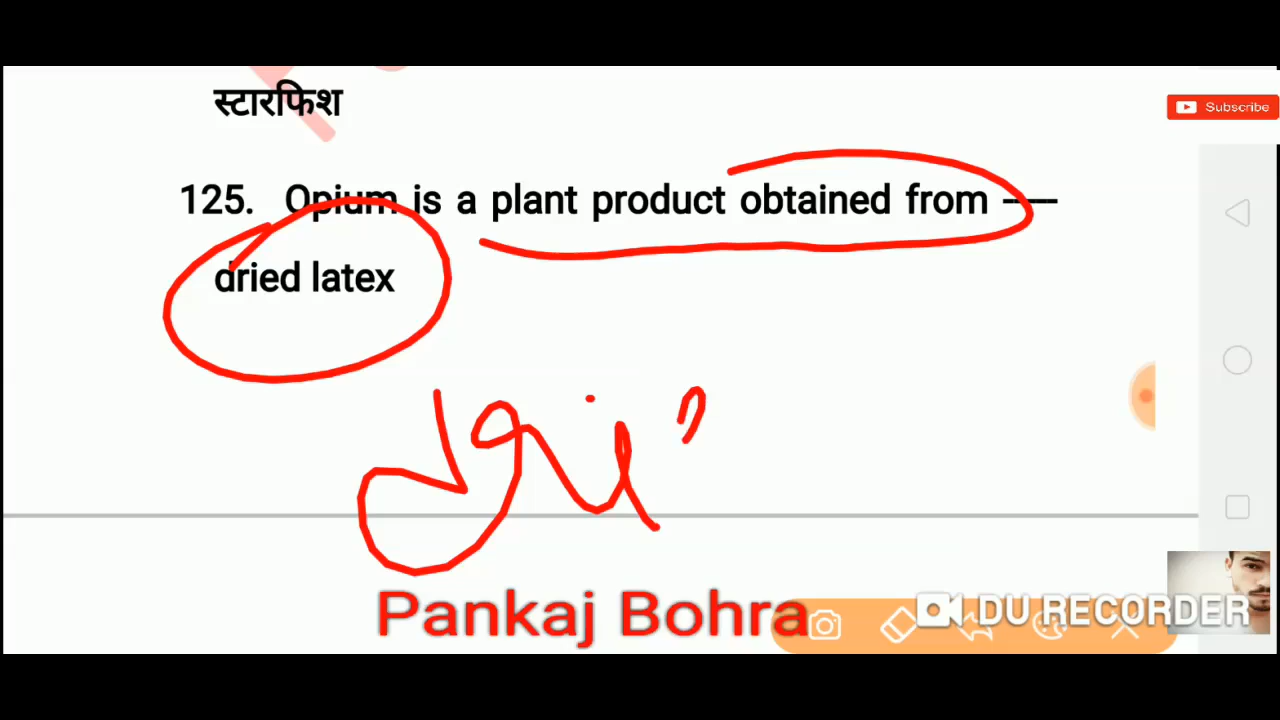 स्टारफिश
Subscribe
125. Opium is a plant product obtained from ----
dried latex
Pankaj Bohra
DU RECORDER